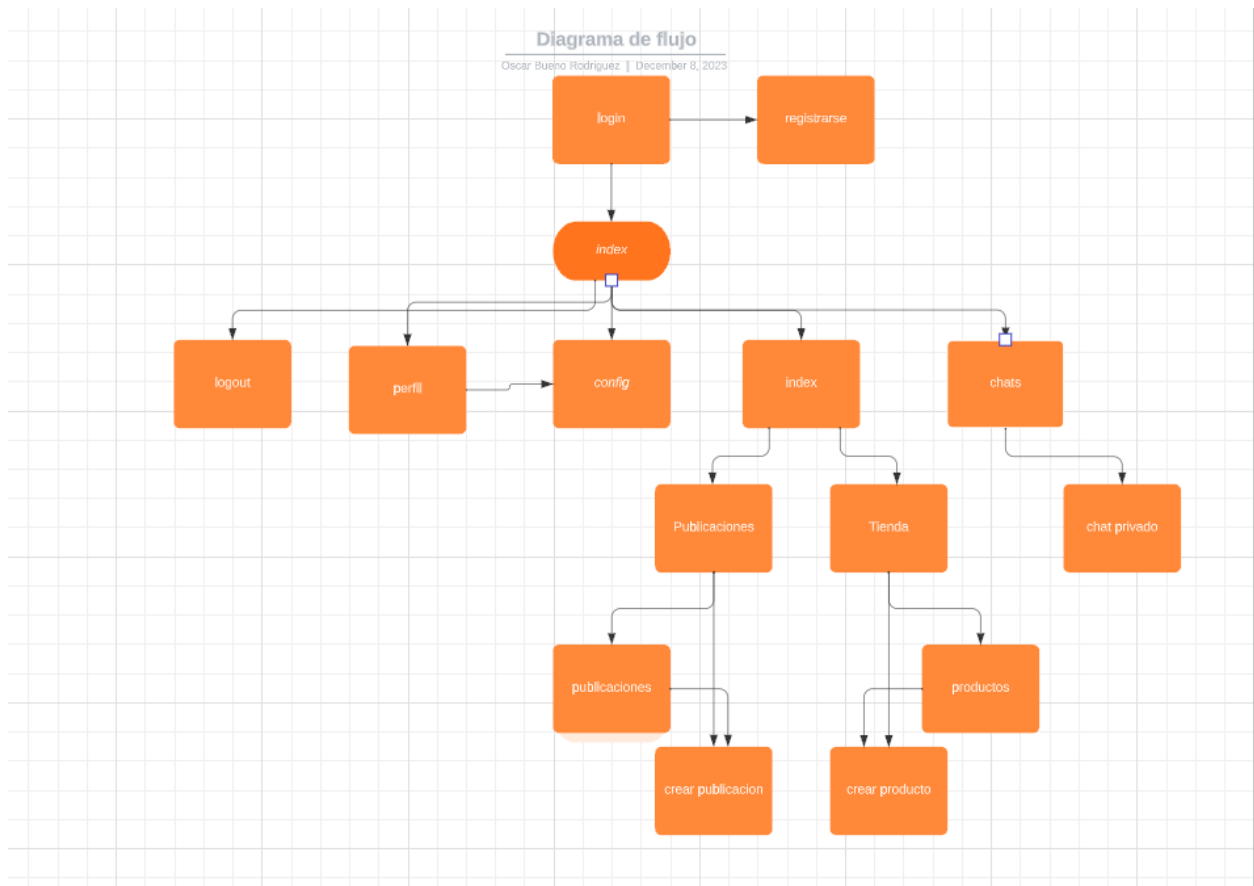 Diagrama de flujo
Oscar Bueno Rodriguez | December 8, 2023
login
registrarse
index
logout
perfil
config
index
chats
Publicaciones
Tienda
chat privado
publicaciones
productos
crear publicacion
crear producto